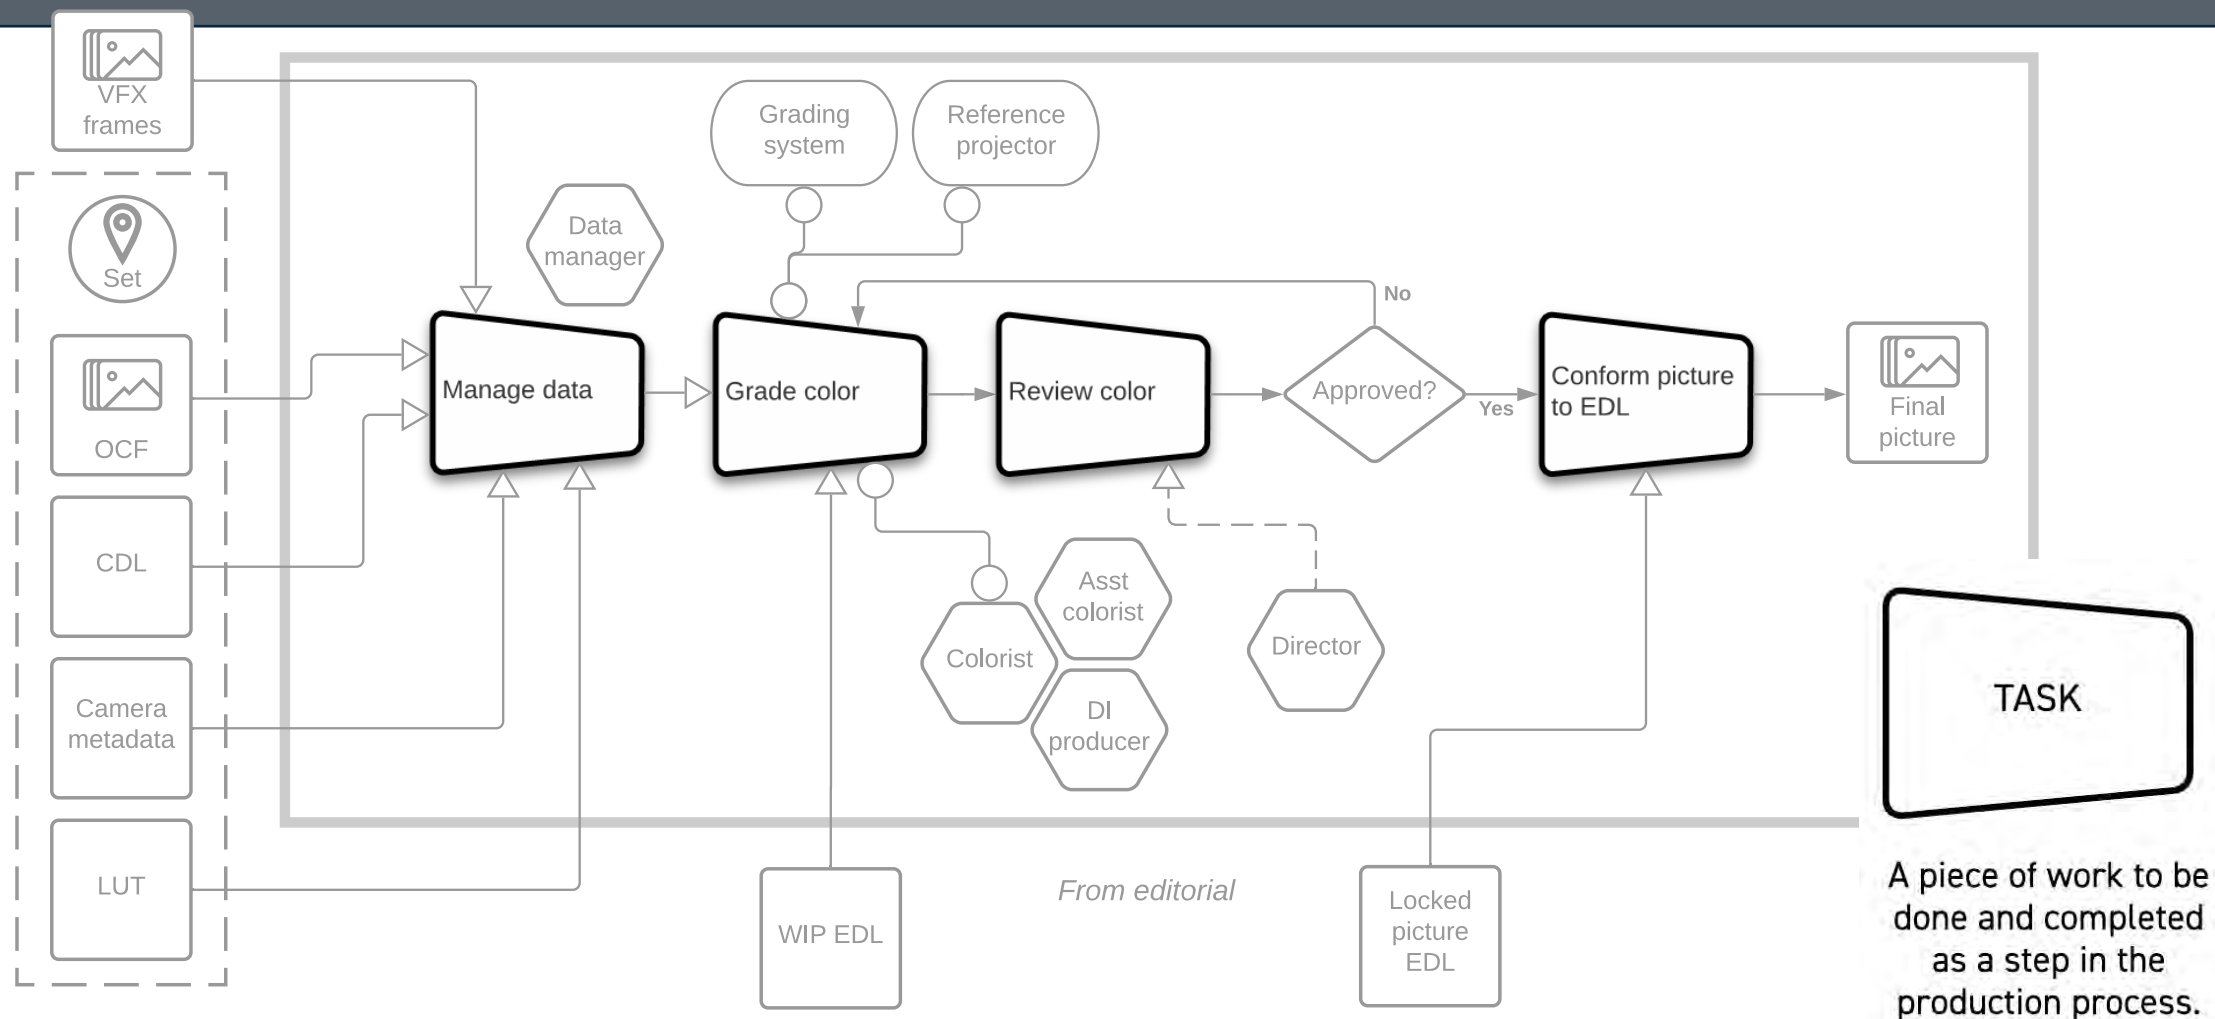 VFX
frames
Set
OCF
CDL
Camera
metadata
LUT
Data
manager
Grading
system
Reference
projector
Manage data
Grade color
Review color
Approved?
No
Yes
Conform picture
to EDL
Final
picture
Colorist
Asst
colorist
DI
producer
Director
WIP EDL
From editorial
Locked
picture
EDL
TASK
A piece of work to be
done and completed
as a step in the
production process.